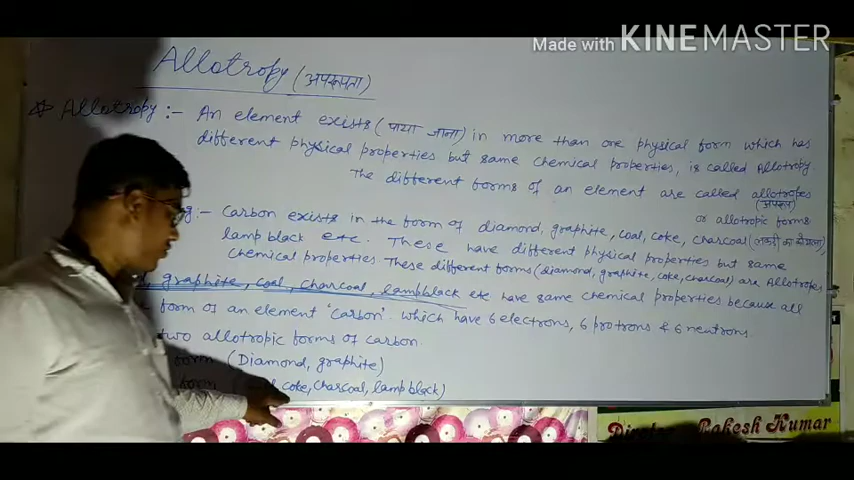 Made with KINEMASTER
Allotropy (अपरूपता)
Allotropy :- An element exists (पाया जाना) in more than one physical form which has
different physical properties but same chemical properties, is called Allotropy.
The different forms of an element are called allotropes
(अपरूप)
or allotropic forms
g:- Carbon exists in the form of diamond, graphite, coal, coke, charcoal (लकड़ी का कोयला),
lamp black etc. These have different physical properties but same
chemical properties These different forms (diamond, graphite, coke, charcoal) are Allotropes
graphite, coal, charcoal, lampblack etc have same chemical properties because all
form of an element 'Carbon'. which have 6 electrons, 6 protrons & 6 neutrons.
two allotropic forms of carbon.
form (Diamond, graphite)
coke, charcoal, lamp black)
Rakesh Kumar